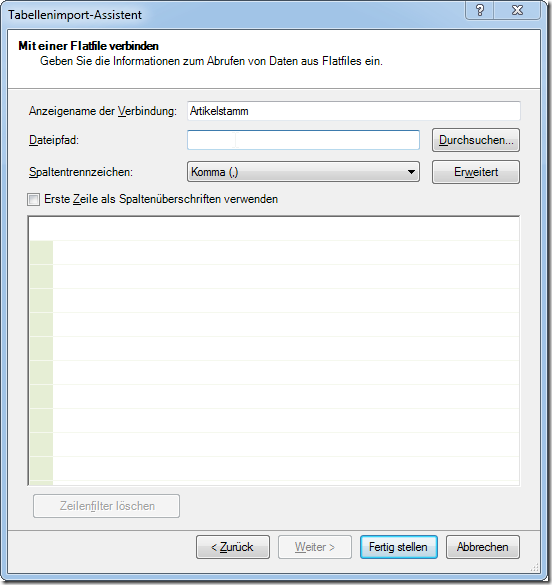 Tabellenimport-Assistent
?
Mit einer Flatfile verbinden
Geben Sie die Informationen zum Abrufen von Daten aus Flatfiles ein.
Anzeigename der Verbindung: Artikelstamm
Dateipfad: Durchsuchen...
Spaltentrennzeichen: Komma (,) Erweitert
Erste Zeile als Spaltenüberschriften verwenden
Zeilenfilter löschen
< Zurück Weiter > Fertig stellen Abbrechen